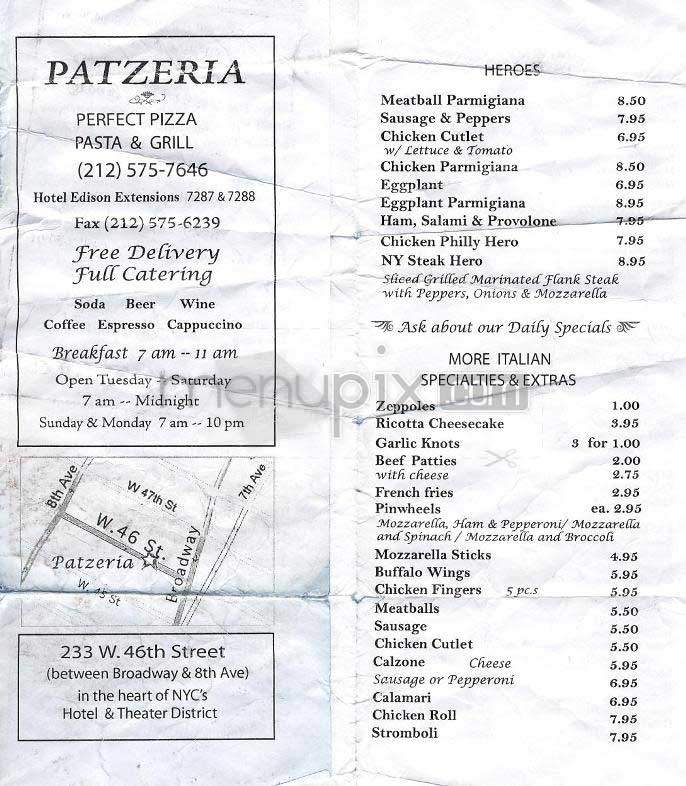 PATZERIA
PERFECT PIZZA
PASTA & GRILL
(212) 575-7646
Hotel Edison Extensions 7287 & 7288
Fax (212) 575-6239
Free Delivery
Full Catering
Soda Beer Wine
Coffee Espresso Cappuccino
Breakfast 7 am -- 11 am
Open Tuesday -- Saturday
7 am -- Midnight
Sunday & Monday 7 am -- 10 pm
8th Ave
W 47th St
7th Ave
W. 46 St.
Patzeria
Broadway
W. 45 St
233 W. 46th Street
(between Broadway & 8th Ave)
in the heart of NYC's
Hotel & Theater District
HEROES
Meatball Parmigiana 8.50
Sausage & Peppers 7.95
Chicken Cutlet 6.95
w/ Lettuce & Tomato
Chicken Parmigiana 8.50
Eggplant 6.95
Eggplant Parmigiana 8.95
Ham, Salami & Provolone 7.95
Chicken Philly Hero 7.95
NY Steak Hero 8.95
Sliced Grilled Marinated Flank Steak
with Peppers, Onions & Mozzarella
Ask about our Daily Specials
MORE ITALIAN
SPECIALTIES & EXTRAS
Zeppoles 1.00
Ricotta Cheesecake 3.95
Garlic Knots 3 for 1.00
Beef Patties 2.00
with cheese 2.75
French fries 2.95
Pinwheels ea. 2.95
Mozzarella, Ham & Pepperoni/ Mozzarella
and Spinach / Mozzarella and Broccoli
Mozzarella Sticks 4.95
Buffalo Wings 5.95
Chicken Fingers 5 pc.s 5.95
Meatballs 5.50
Sausage 5.50
Chicken Cutlet 5.50
Calzone Cheese 5.95
Sausage or Pepperoni 6.95
Calamari 6.95
Chicken Roll 7.95
Stromboli 7.95
menupix.com